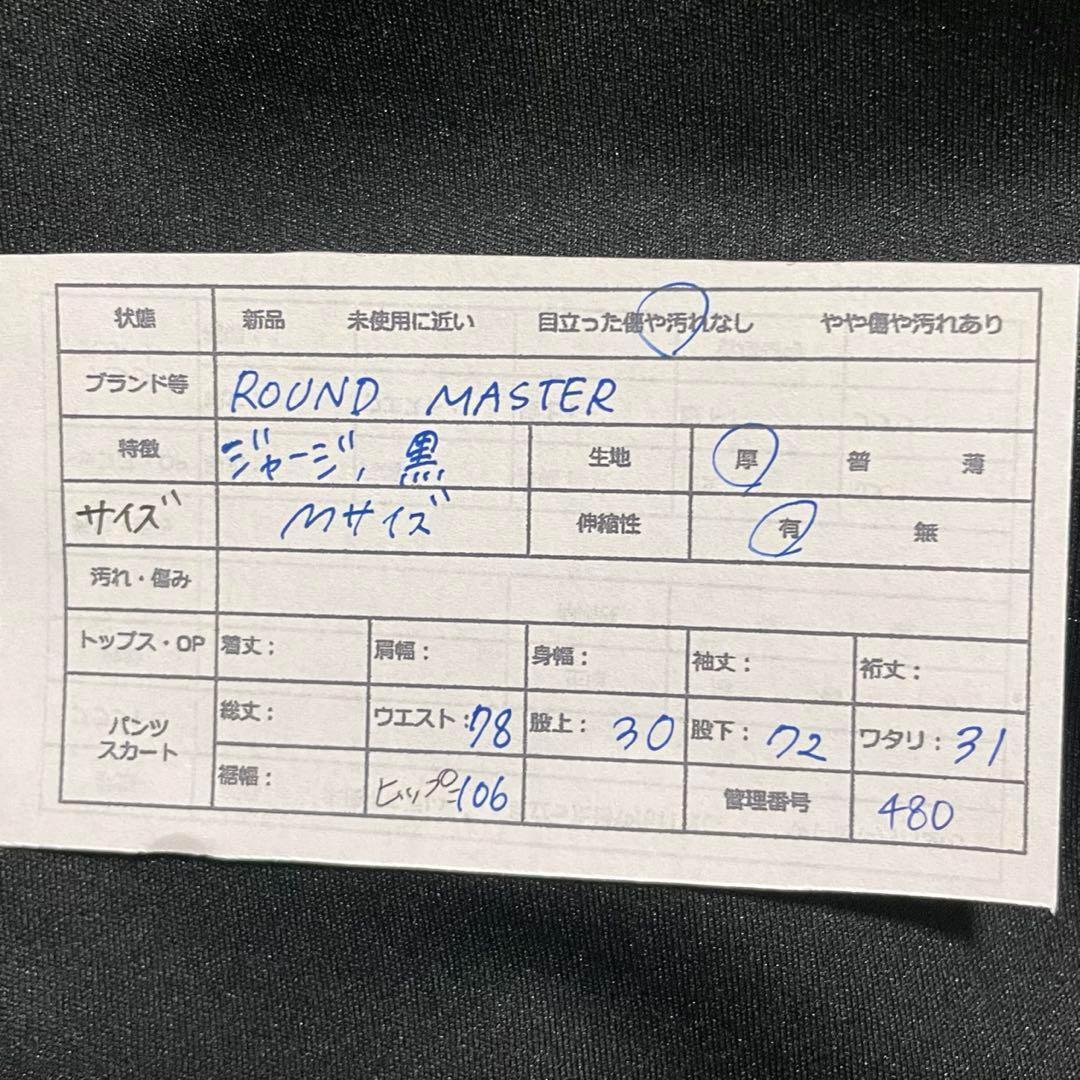 状態 新品 未使用に近い 目立った傷や汚れなし やや傷や汚れあり
ブランド等 ROUND MASTER
特徴 ジャージ, 黒 生地 厚 普 薄
サイズ Mサイズ 伸縮性 有 無
汚れ・傷み
トップス・OP 着丈: 肩幅: 身幅: 袖丈: 裄丈:
パンツ スカート 総丈: ウエスト:78 股上: 30 股下: 72 ワタリ: 31
裾幅: ヒップ:106 管理番号 480